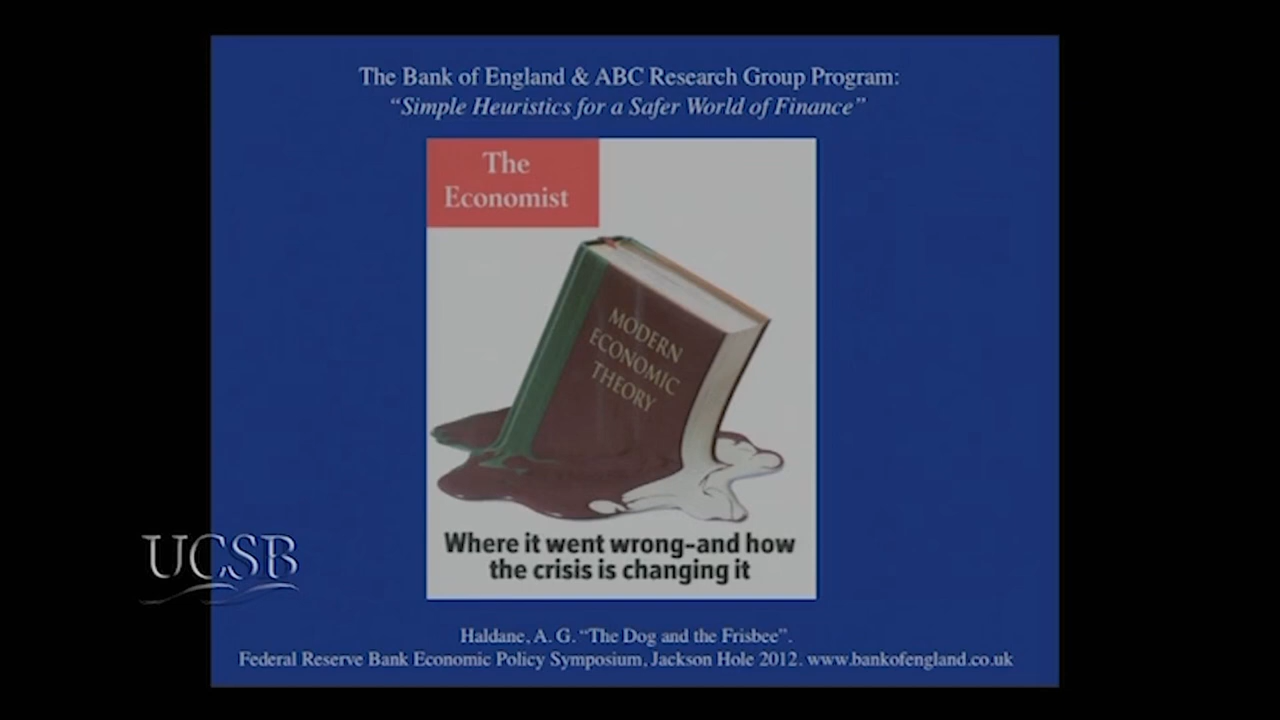 The Bank of England & ABC Research Group Program:
“Simple Heuristics for a Safer World of Finance”
The
Economist
MODERN
ECONOMIC
THEORY
Where it went wrong–and how
the crisis is changing it
UCSB
Haldane, A. G. “The Dog and the Frisbee”.
Federal Reserve Bank Economic Policy Symposium, Jackson Hole 2012. www.bankofengland.co.uk